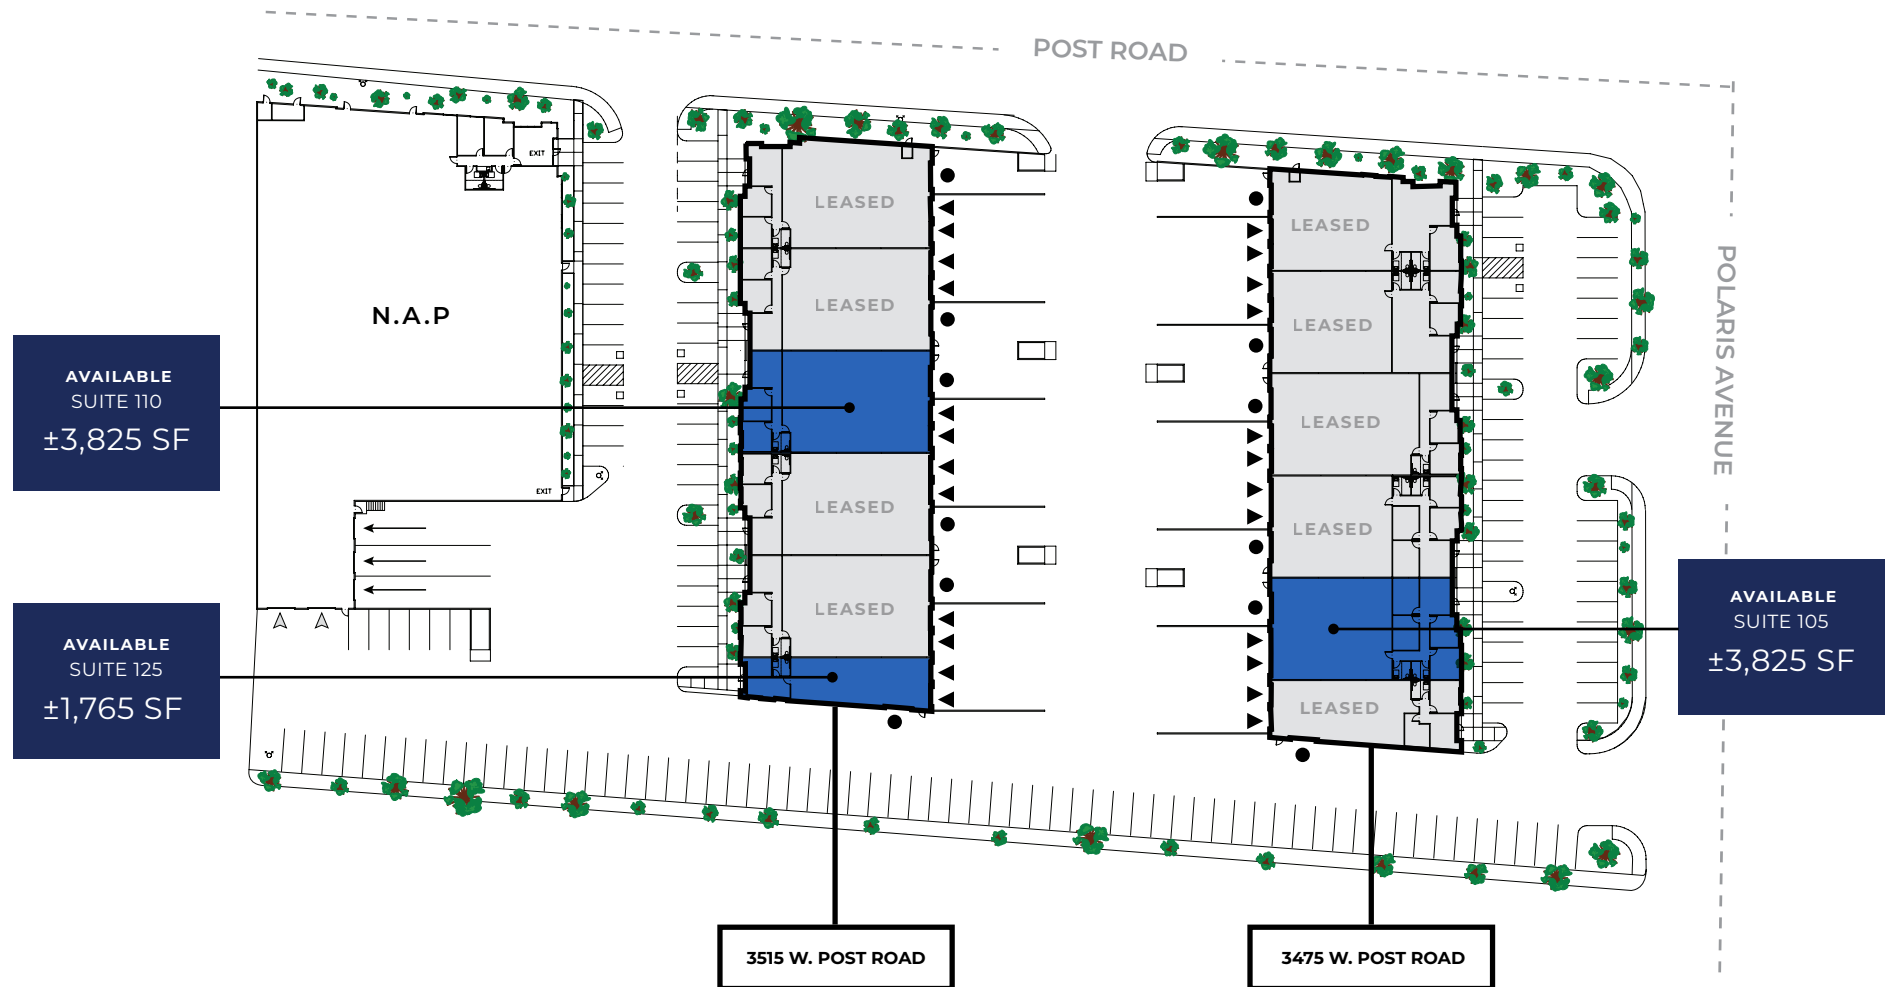 POST ROAD
POLARIS AVENUE
EXIT
N.A.P
EXIT
AVAILABLE
SUITE 110
±3,825 SF
AVAILABLE
SUITE 125
±1,765 SF
LEASED
LEASED
LEASED
LEASED
LEASED
LEASED
LEASED
LEASED
LEASED
AVAILABLE
SUITE 105
±3,825 SF
3515 W. POST ROAD
3475 W. POST ROAD